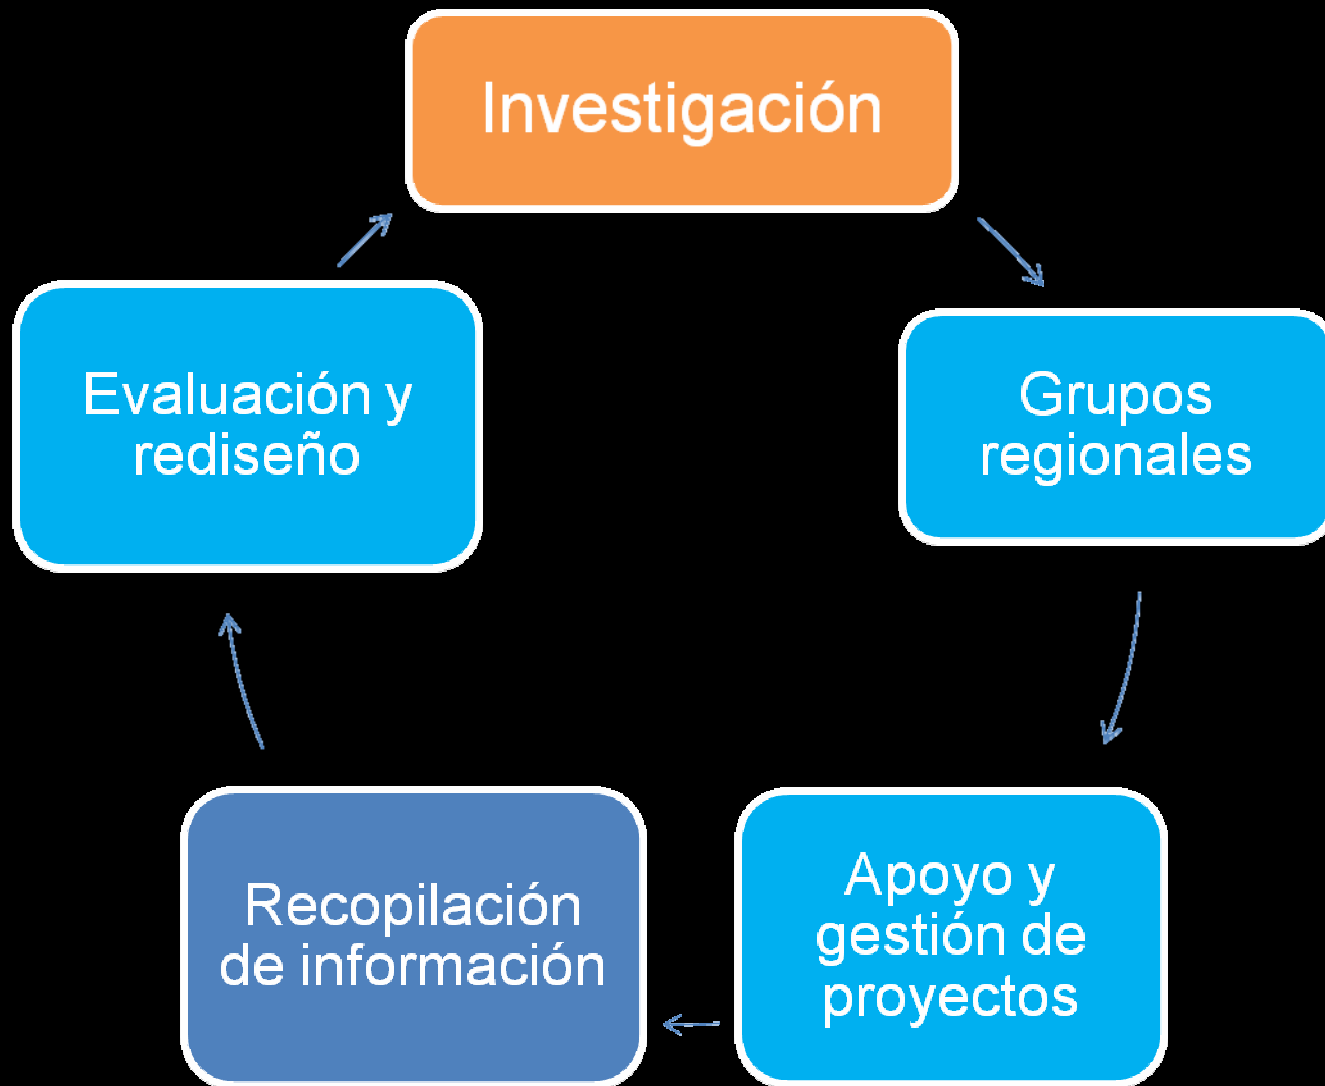 Investigación
Evaluación y
rediseño
Grupos
regionales
Recopilación
de información
Apoyo y
gestión de
proyectos